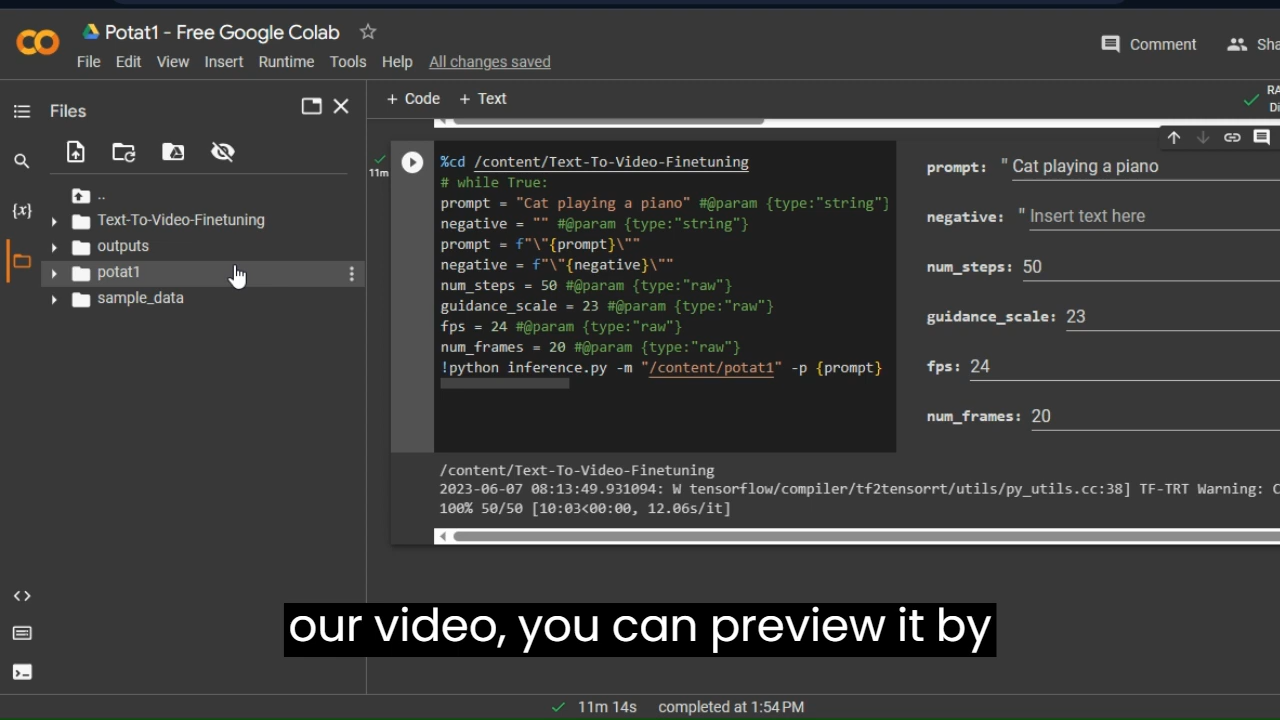 Potat1 - Free Google Colab
File Edit View Insert Runtime Tools Help All changes saved
Comment
Files
+ Code + Text
..
Text-To-Video-Finetuning
outputs
potat1
sample_data
{x}
11m
%cd /content/Text-To-Video-Finetuning
# while True:
prompt = "Cat playing a piano" #@param {type:"string"}
negative = "" #@param {type:"string"}
prompt = f"\"{prompt}\""
negative = f"\"{negative}\""
num_steps = 50 #@param {type:"raw"}
guidance_scale = 23 #@param {type:"raw"}
fps = 24 #@param {type:"raw"}
num_frames = 20 #@param {type:"raw"}
!python inference.py -m "/content/potat1" -p {prompt}
prompt: " Cat playing a piano
negative: " Insert text here
num_steps: 50
guidance_scale: 23
fps: 24
num_frames: 20
/content/Text-To-Video-Finetuning
2023-06-07 08:13:49.931094: W tensorflow/compiler/tf2tensorrt/utils/py_utils.cc:38] TF-TRT Warning: C
100% 50/50 [10:03<00:00, 12.06s/it]
our video, you can preview it by
11m 14s completed at 1:54 PM